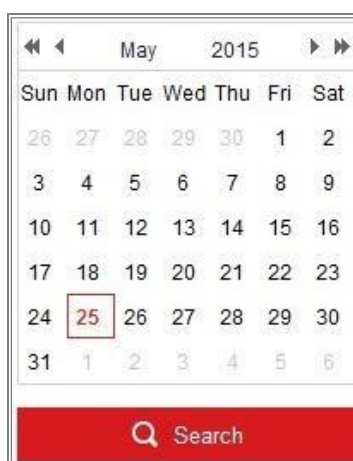 May 2015
Sun Mon Tue Wed Thu Fri Sat
26 27 28 29 30 1 2
3 4 5 6 7 8 9
10 11 12 13 14 15 16
17 18 19 20 21 22 23
24 25 26 27 28 29 30
31 1 2 3 4 5 6
Search